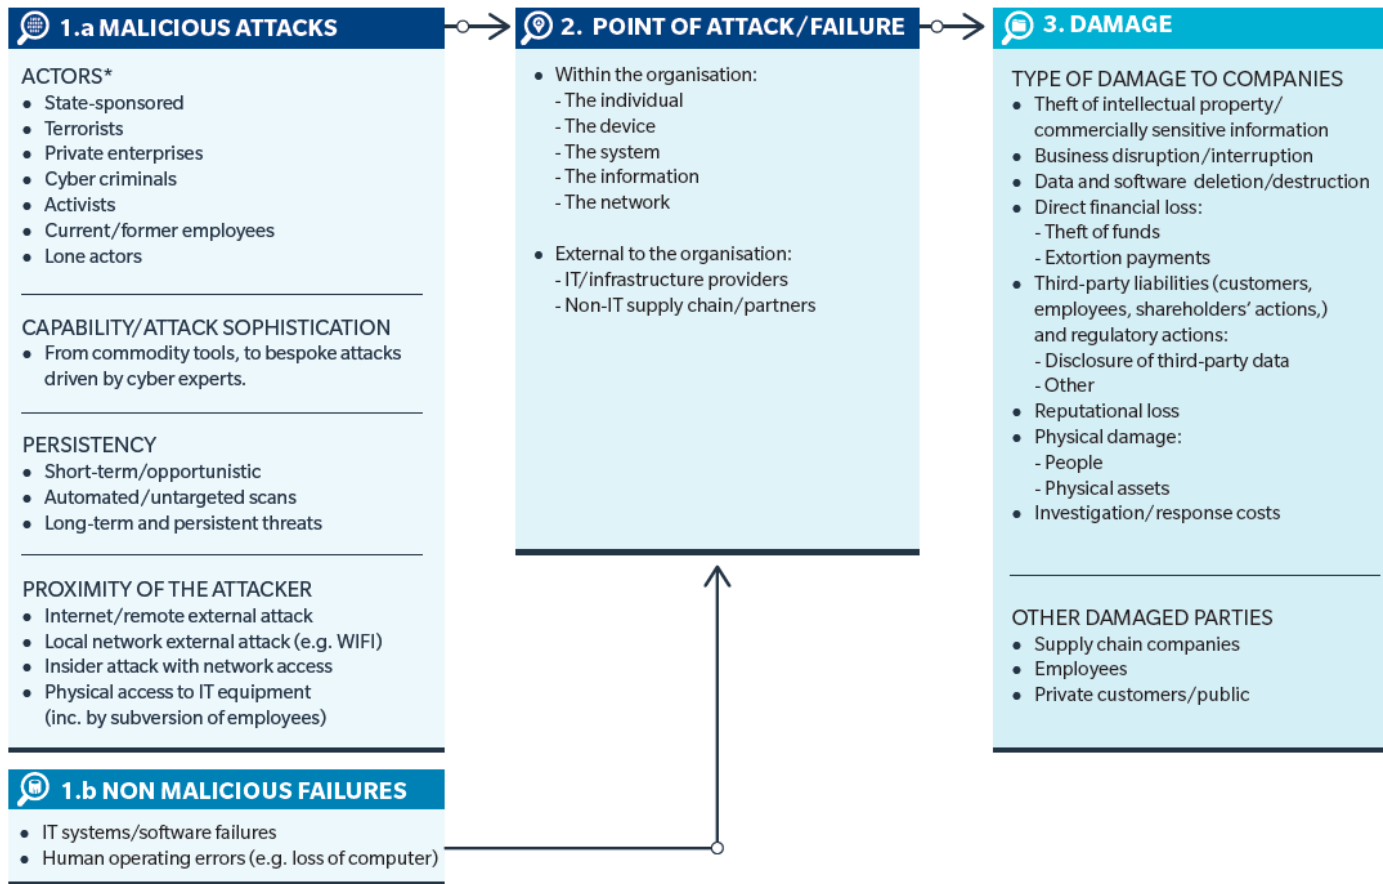 1.a MALICIOUS ATTACKS
ACTORS*
• State-sponsored
• Terrorists
• Private enterprises
• Cyber criminals
• Activists
• Current/former employees
• Lone actors
CAPABILITY/ATTACK SOPHISTICATION
• From commodity tools, to bespoke attacks
driven by cyber experts.
PERSISTENCY
• Short-term/opportunistic
• Automated/untargeted scans
• Long-term and persistent threats
PROXIMITY OF THE ATTACKER
• Internet/remote external attack
• Local network external attack (e.g. WIFI)
• Insider attack with network access
• Physical access to IT equipment
(inc. by subversion of employees)
1.b NON MALICIOUS FAILURES
• IT systems/software failures
• Human operating errors (e.g. loss of computer)
2. POINT OF ATTACK/FAILURE
• Within the organisation:
- The individual
- The device
- The system
- The information
- The network
• External to the organisation:
- IT/infrastructure providers
- Non-IT supply chain/partners
3. DAMAGE
TYPE OF DAMAGE TO COMPANIES
• Theft of intellectual property/
commercially sensitive information
• Business disruption/interruption
• Data and software deletion/destruction
• Direct financial loss:
- Theft of funds
- Extortion payments
• Third-party liabilities (customers,
employees, shareholders' actions,)
and regulatory actions:
- Disclosure of third-party data
- Other
• Reputational loss
• Physical damage:
- People
- Physical assets
• Investigation/response costs
OTHER DAMAGED PARTIES
• Supply chain companies
• Employees
• Private customers/public